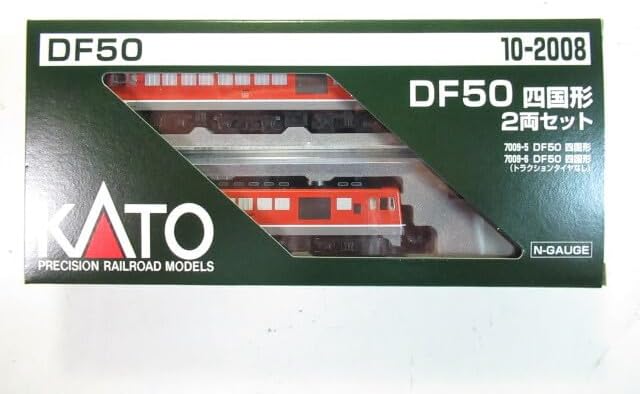 DF50
10-2008
DF50 四国形
2両セット
7009-5 DF50 四国形
7009-6 DF50 四国形
(トラクションタイヤなし)
KATO
PRECISION RAILROAD MODELS
N-GAUGE